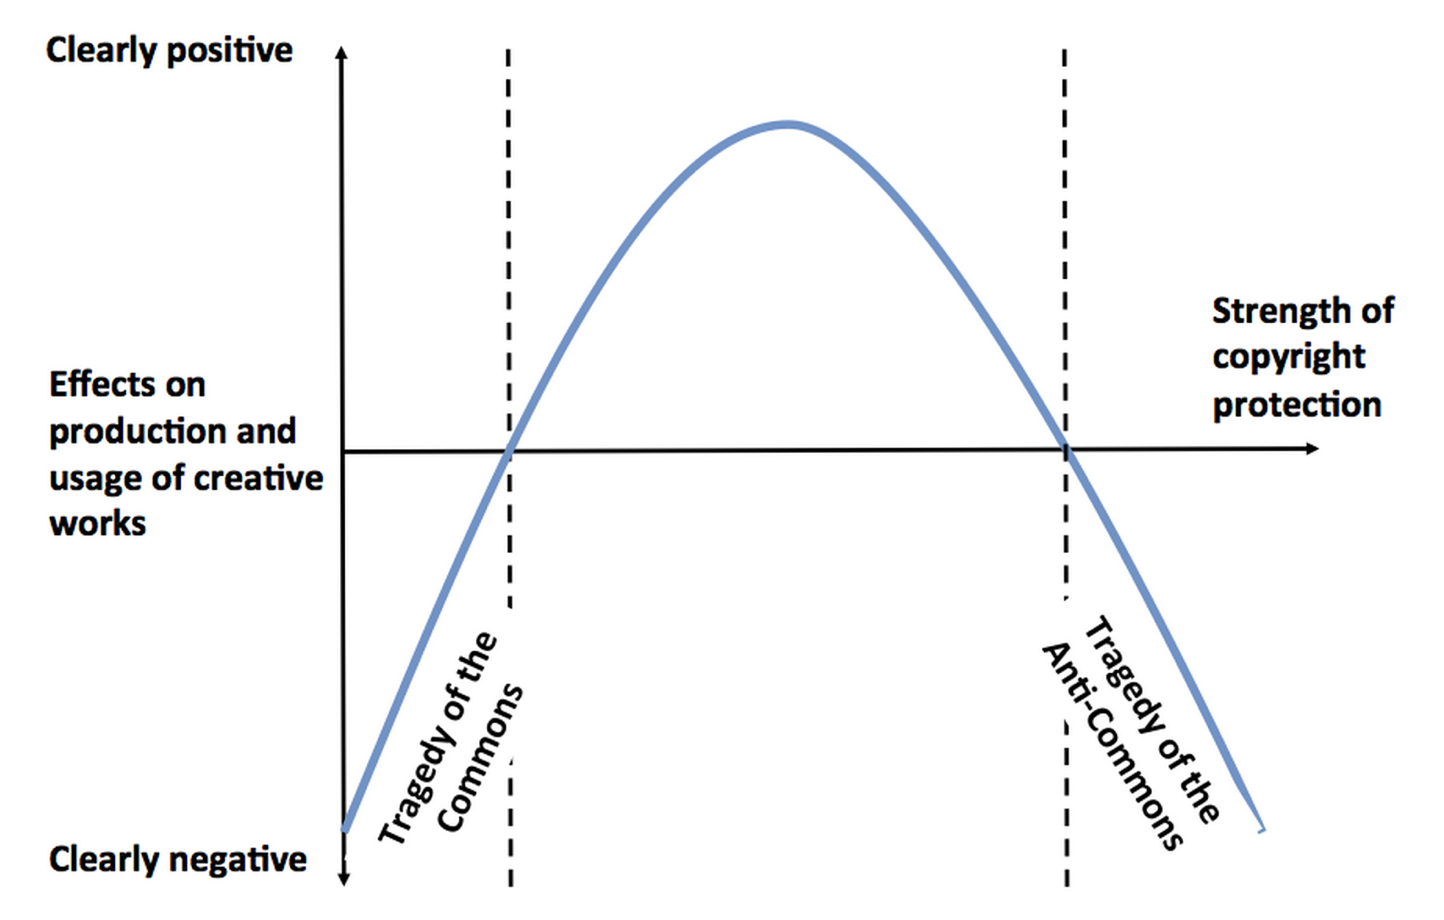 Clearly positive
Strength of
copyright
protection
Effects on
production and
usage of creative
works
Tragedy of the
Commons
Tragedy of the
Anti-Commons
Clearly negative